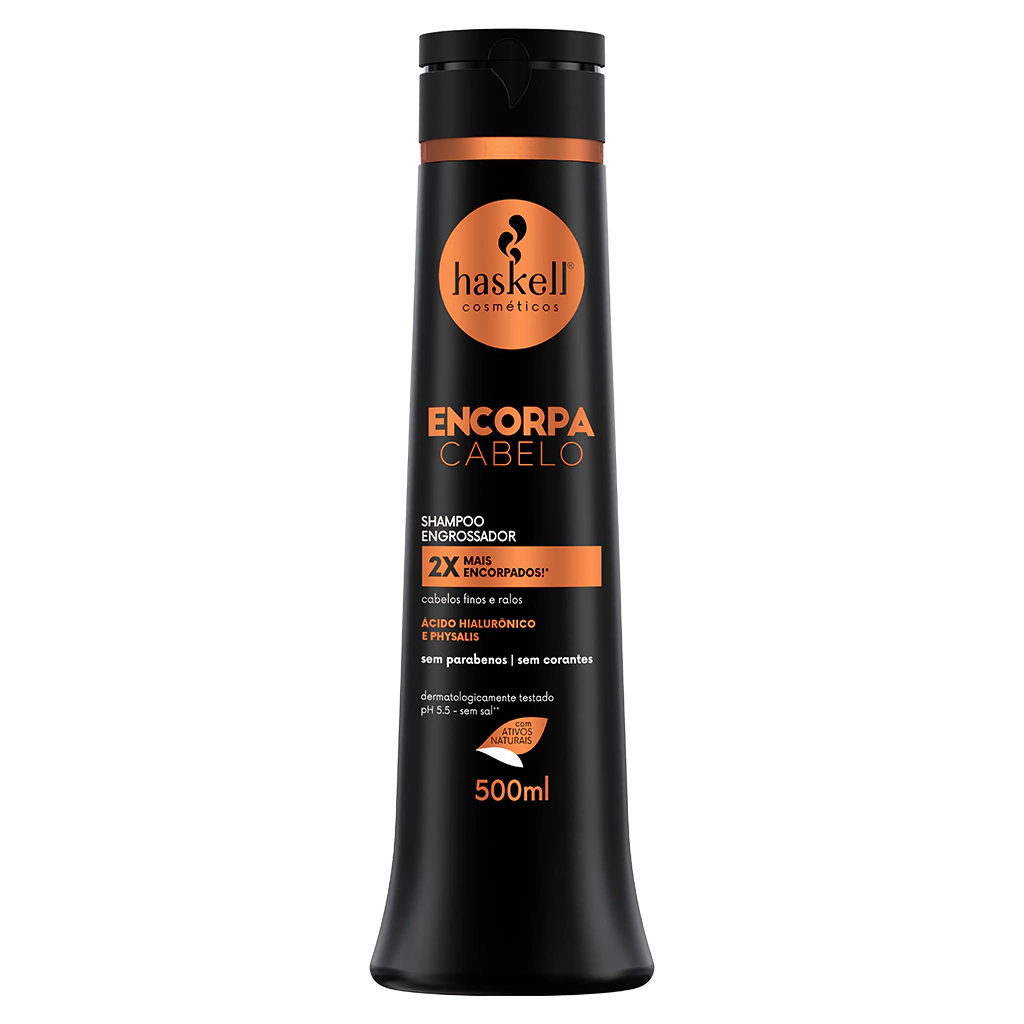 haskell®
cosméticos
ENCORPA
CABELO
SHAMPOO
ENGROSSADOR
2X MAIS
ENCORPADOS!*
cabelos finos e ralos
ÁCIDO HIALURÔNICO
E PHYSALIS
sem parabenos | sem corantes
dermatologicamente testado
pH 5.5 - sem sal**
com
ATIVOS
NATURAIS
500ml